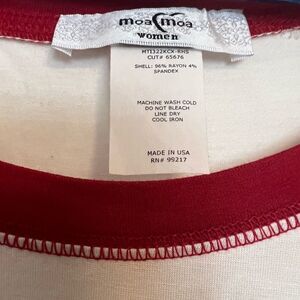 moa moa
women
MT1322KCX-RHS
CUT# 65676
SHELL: 96% RAYON 4%
SPANDEX
MACHINE WASH COLD
DO NOT BLEACH
LINE DRY
COOL IRON
MADE IN USA
RN# 99217